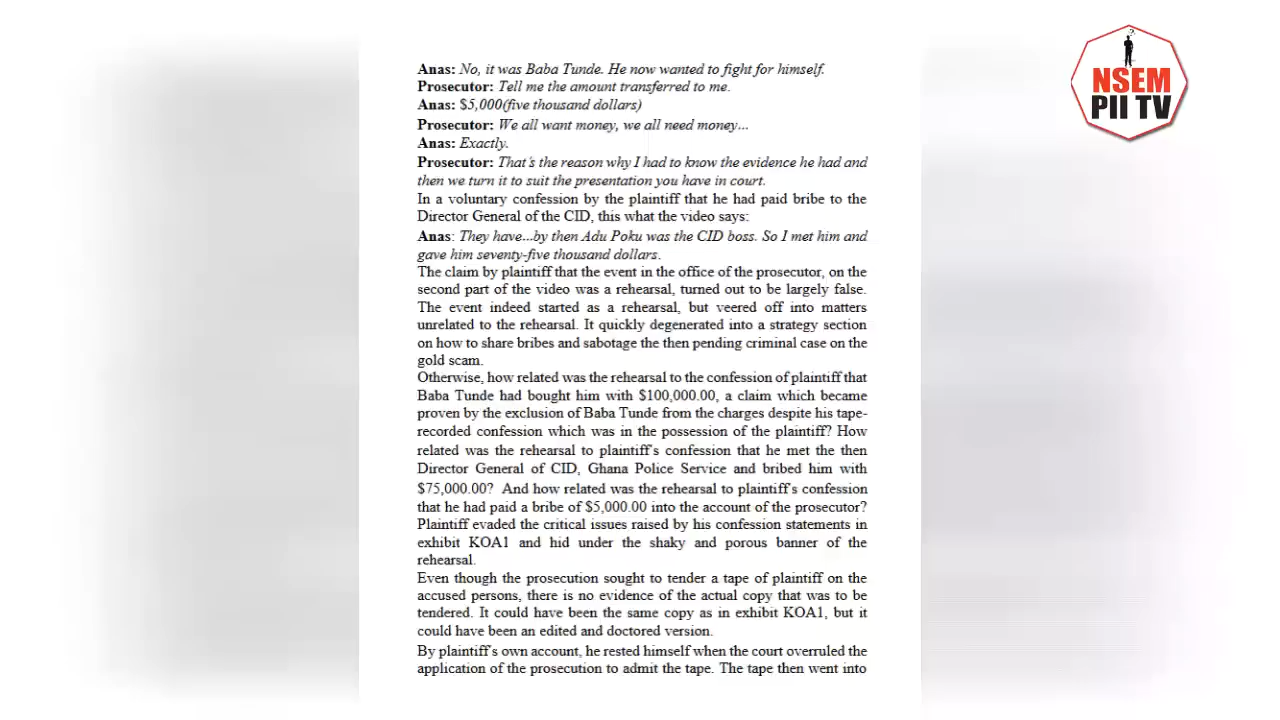 NSEM
PII TV
Anas: No, it was Baba Tunde. He now wanted to fight for himself.
Prosecutor: Tell me the amount transferred to me.
Anas: $5,000(five thousand dollars)
Prosecutor: We all want money, we all need money...
Anas: Exactly.
Prosecutor: That's the reason why I had to know the evidence he had and
then we turn it to suit the presentation you have in court.
In a voluntary confession by the plaintiff that he had paid bribe to the
Director General of the CID, this what the video says:
Anas: They have...by then Adu Poku was the CID boss. So I met him and
gave him seventy-five thousand dollars.
The claim by plaintiff that the event in the office of the prosecutor, on the
second part of the video was a rehearsal, turned out to be largely false.
The event indeed started as a rehearsal, but veered off into matters
unrelated to the rehearsal. It quickly degenerated into a strategy section
on how to share bribes and sabotage the then pending criminal case on the
gold scam.
Otherwise, how related was the rehearsal to the confession of plaintiff that
Baba Tunde had bought him with $100,000.00, a claim which became
proven by the exclusion of Baba Tunde from the charges despite his tape-
recorded confession which was in the possession of the plaintiff? How
related was the rehearsal to plaintiff's confession that he met the then
Director General of CID, Ghana Police Service and bribed him with
$75,000.00? And how related was the rehearsal to plaintiff's confession
that he had paid a bribe of $5,000.00 into the account of the prosecutor?
Plaintiff evaded the critical issues raised by his confession statements in
exhibit KOA1 and hid under the shaky and porous banner of the
rehearsal.
Even though the prosecution sought to tender a tape of plaintiff on the
accused persons, there is no evidence of the actual copy that was to be
tendered. It could have been the same copy as in exhibit KOA1, but it
could have been an edited and doctored version.
By plaintiff's own account, he rested himself when the court overruled the
application of the prosecution to admit the tape. The tape then went into